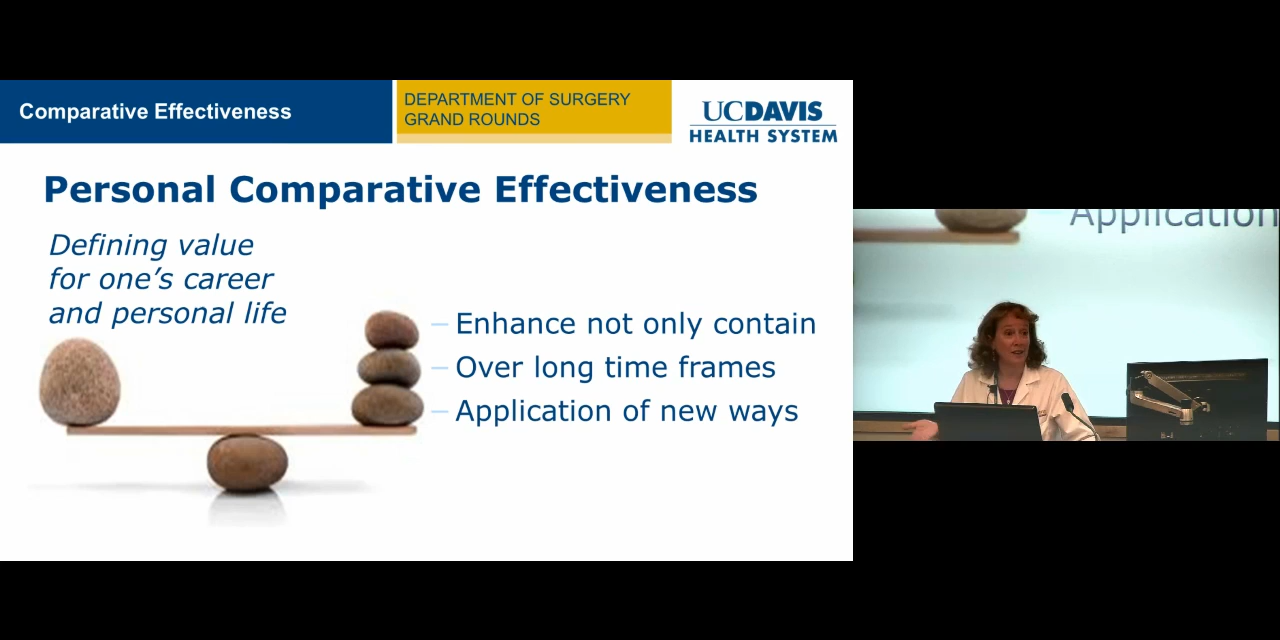 Comparative Effectiveness
DEPARTMENT OF SURGERY
GRAND ROUNDS
UCDAVIS
HEALTH SYSTEM
Personal Comparative Effectiveness
Defining value
for one’s career
and personal life
– Enhance not only contain
– Over long time frames
– Application of new ways
Application